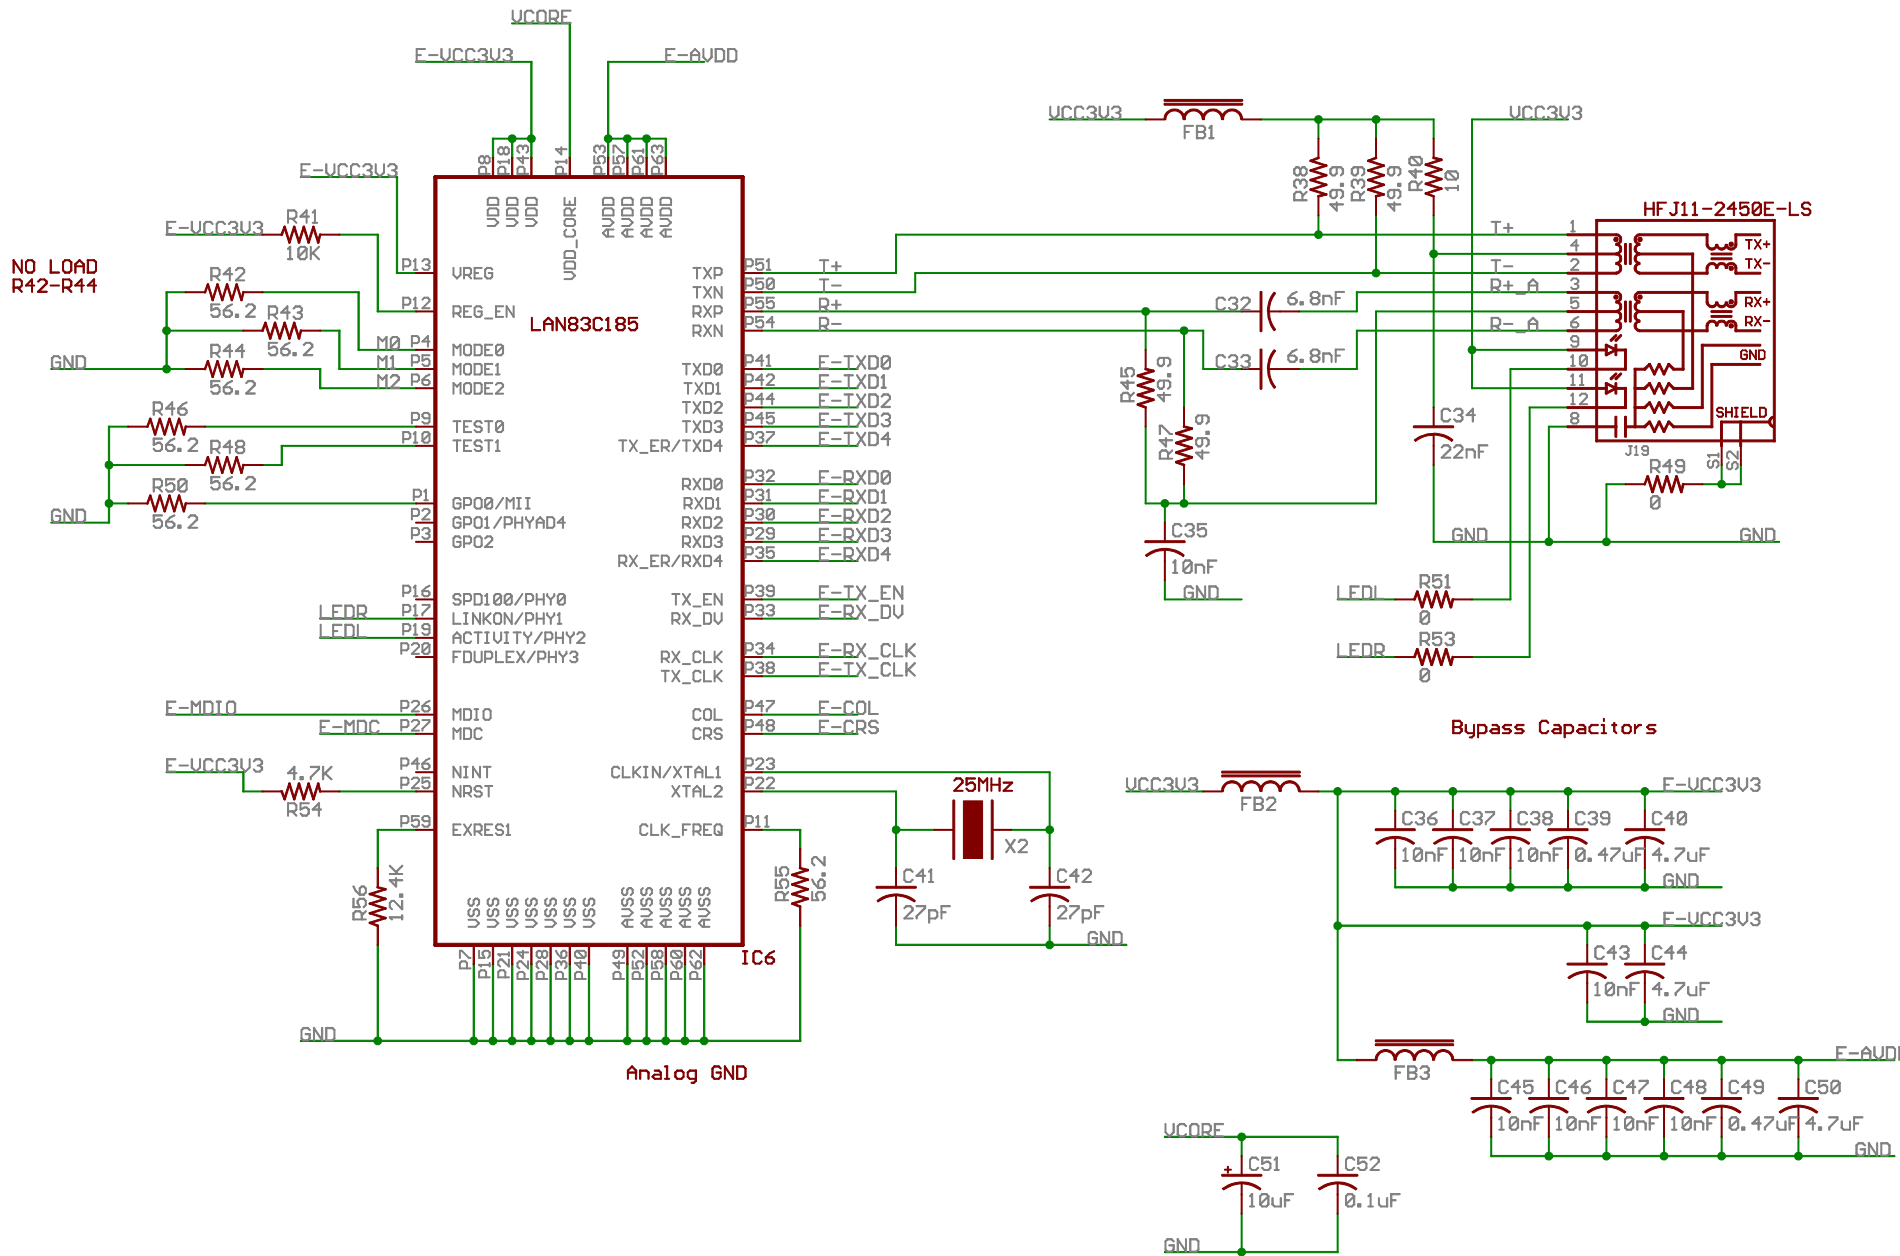 VCORE
E-VCC3V3
E-AVDD
VCC3V3
FB1
VCC3V3
P8
P18
P43
P14
P53
P57
P61
P63
R38
49.9
R39
49.9
R40
10
E-VCC3V3
VDD
VDD
VDD
VDD_CORE
AVDD
AVDD
AVDD
AVDD
HFJ11-2450E-LS
E-VCC3V3
R41
10K
NO LOAD
R42-R44
R42
56.2
R43
56.2
R44
56.2
GND
M0
M1
M2
P13 VREG
P12 REG_EN
LAN83C185
P4 MODE0
P5 MODE1
P6 MODE2
R46
56.2
R48
56.2
R50
56.2
GND
P9 TEST0
P10 TEST1
P1 GPO0/MII
P2 GPO1/PHYAD4
P3 GPO2
P16 SPD100/PHY0
LEDR P17 LINKON/PHY1
LEDL P19 ACTIVITY/PHY2
P20 FDUPLEX/PHY3
E-MDIO P26 MDIO
E-MDC P27 MDC
E-VCC3V3
4.7K
R54
P46 NINT
P25 NRST
P59 EXRES1
R56
12.4K
TXP P51 T+
TXN P50 T-
RXP P55 R+
RXN P54 R-
TXD0 P41 E-TXD0
TXD1 P42 E-TXD1
TXD2 P44 E-TXD2
TXD3 P45 E-TXD3
TX_ER/TXD4 P37 E-TXD4
RXD0 P32 E-RXD0
RXD1 P31 E-RXD1
RXD2 P30 E-RXD2
RXD3 P29 E-RXD3
RX_ER/RXD4 P35 E-RXD4
TX_EN P39 E-TX_EN
RX_DV P33 E-RX_DV
RX_CLK P34 E-RX_CLK
TX_CLK P38 E-TX_CLK
COL P47 E-COL
CRS P48 E-CRS
CLKIN/XTAL1 P23
XTAL2 P22
CLK_FREQ P11
R55
56.2
25MHz
X2
C41
27pF
C42
27pF
GND
VSS
VSS
VSS
VSS
VSS
VSS
VSS
AVSS
AVSS
AVSS
AVSS
AVSS
IC6
P7
P15
P21
P24
P28
P36
P40
P49
P52
P58
P60
P62
GND
Analog GND
T+
T-
R+_A
R-_A
C32
6.8nF
C33
6.8nF
R45
49.9
R47
49.9
C34
22nF
C35
10nF
GND
1
4
2
3
5
6
9
10
11
12
8
TX+
TX-
RX+
RX-
GND
SHIELD
J19
S1
S2
R49
0
GND
GND
LEDL
R51
0
LEDR
R53
0
Bypass Capacitors
VCC3V3
FB2
E-VCC3V3
C36
10nF
C37
10nF
C38
10nF
C39
0.47uF
C40
4.7uF
GND
E-VCC3V3
C43
10nF
C44
4.7uF
GND
FB3
E-AVD
C45
10nF
C46
10nF
C47
10nF
C48
10nF
C49
0.47uF
C50
4.7uF
GND
VCORE
+
C51
10uF
C52
0.1uF
GND